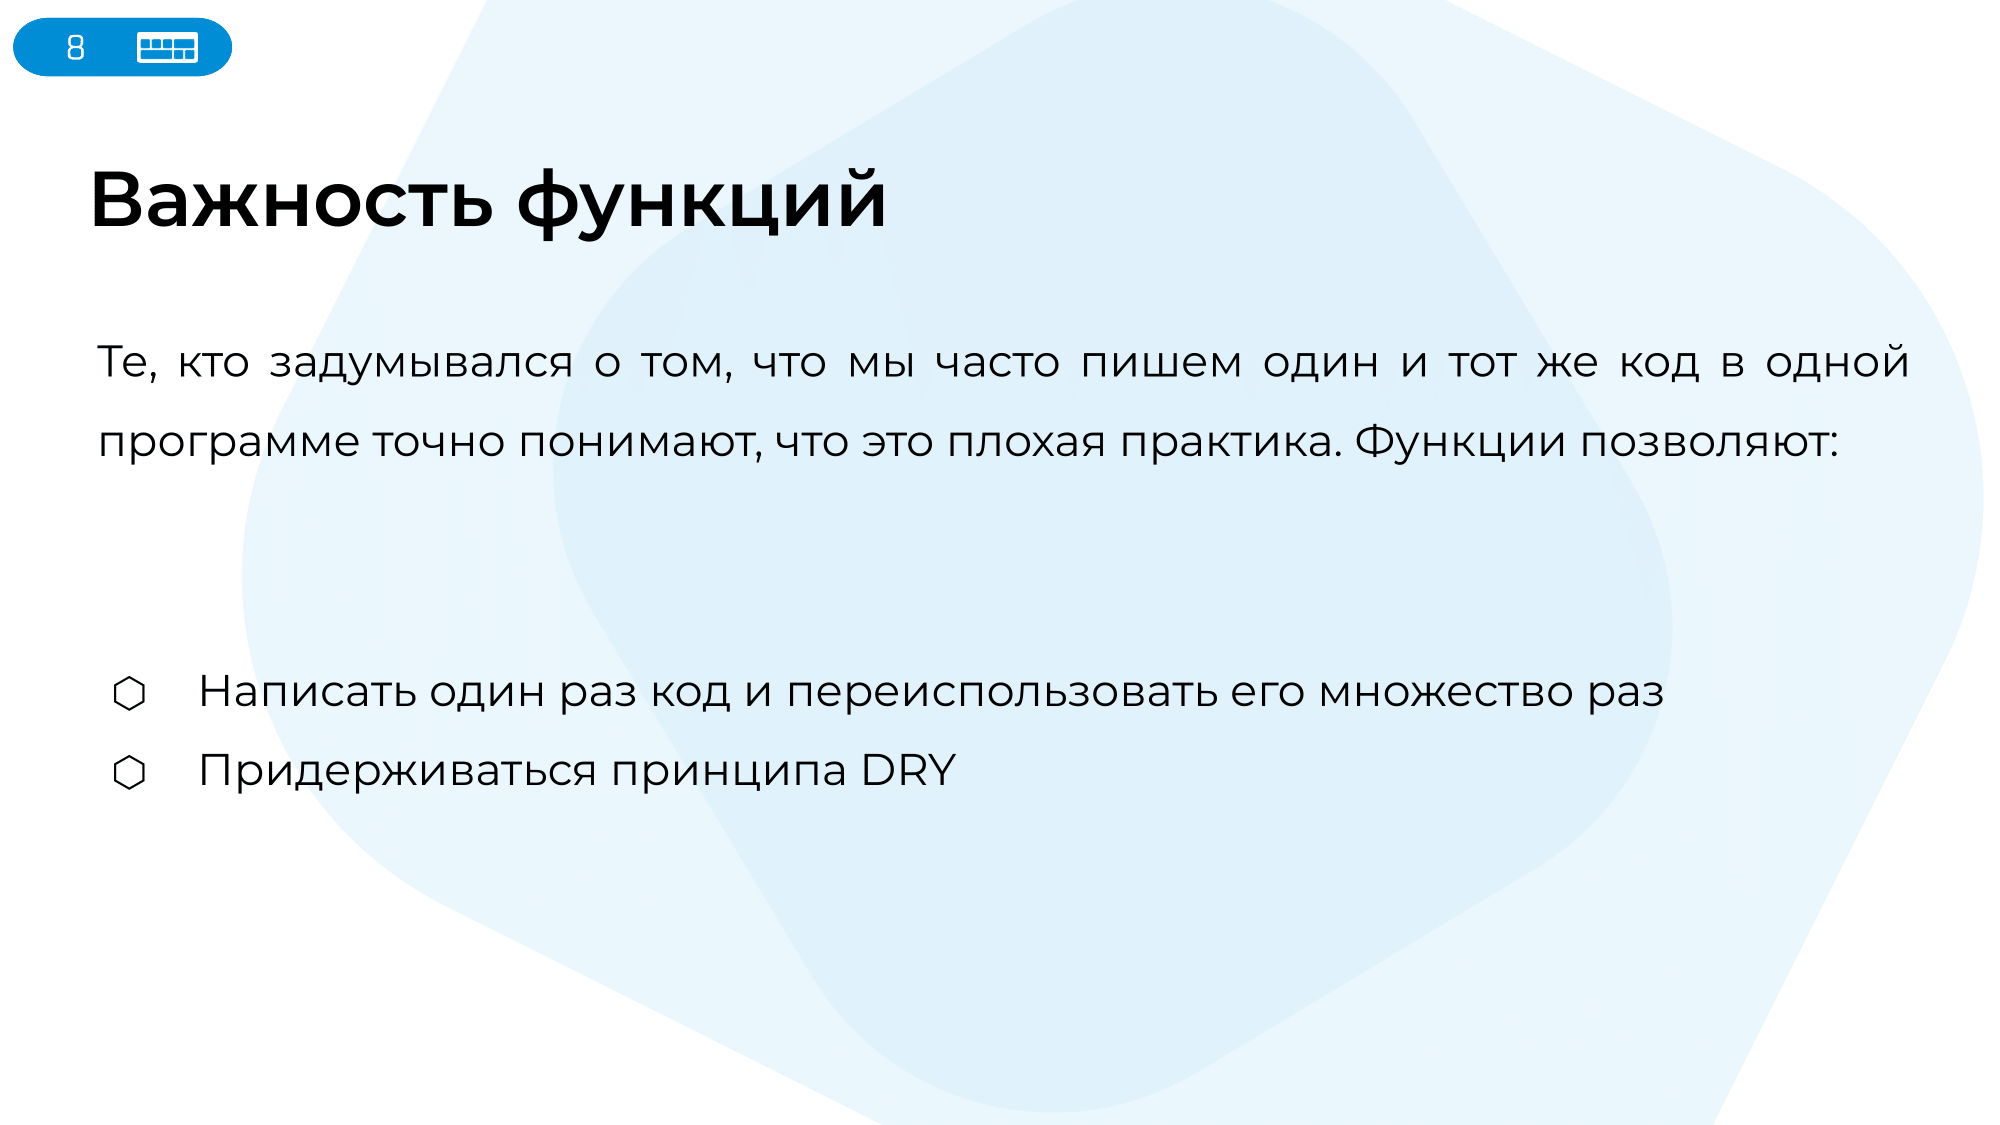 8
Важность функций
Те, кто задумывался о том, что мы часто пишем один и тот же код в одной
программе точно понимают, что это плохая практика. Функции позволяют:
Написать один раз код и переиспользовать его множество раз
Придерживаться принципа DRY